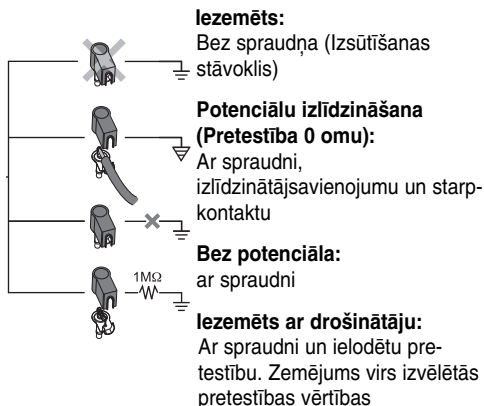 Iezemēts:
Bez spraudņa (Izsūtīšanas
stāvoklis)
Potenciālu izlīdzināšana
(Pretestība 0 omu):
Ar spraudni,
izlīdzinātājsavienojumu un starp-
kontaktu
Bez potenciāla:
ar spraudni
1MΩ
Iezemēts ar drošinātāju:
Ar spraudni un ielodētu pre-
testību. Zemējums virs izvēlētās
pretestības vērtības